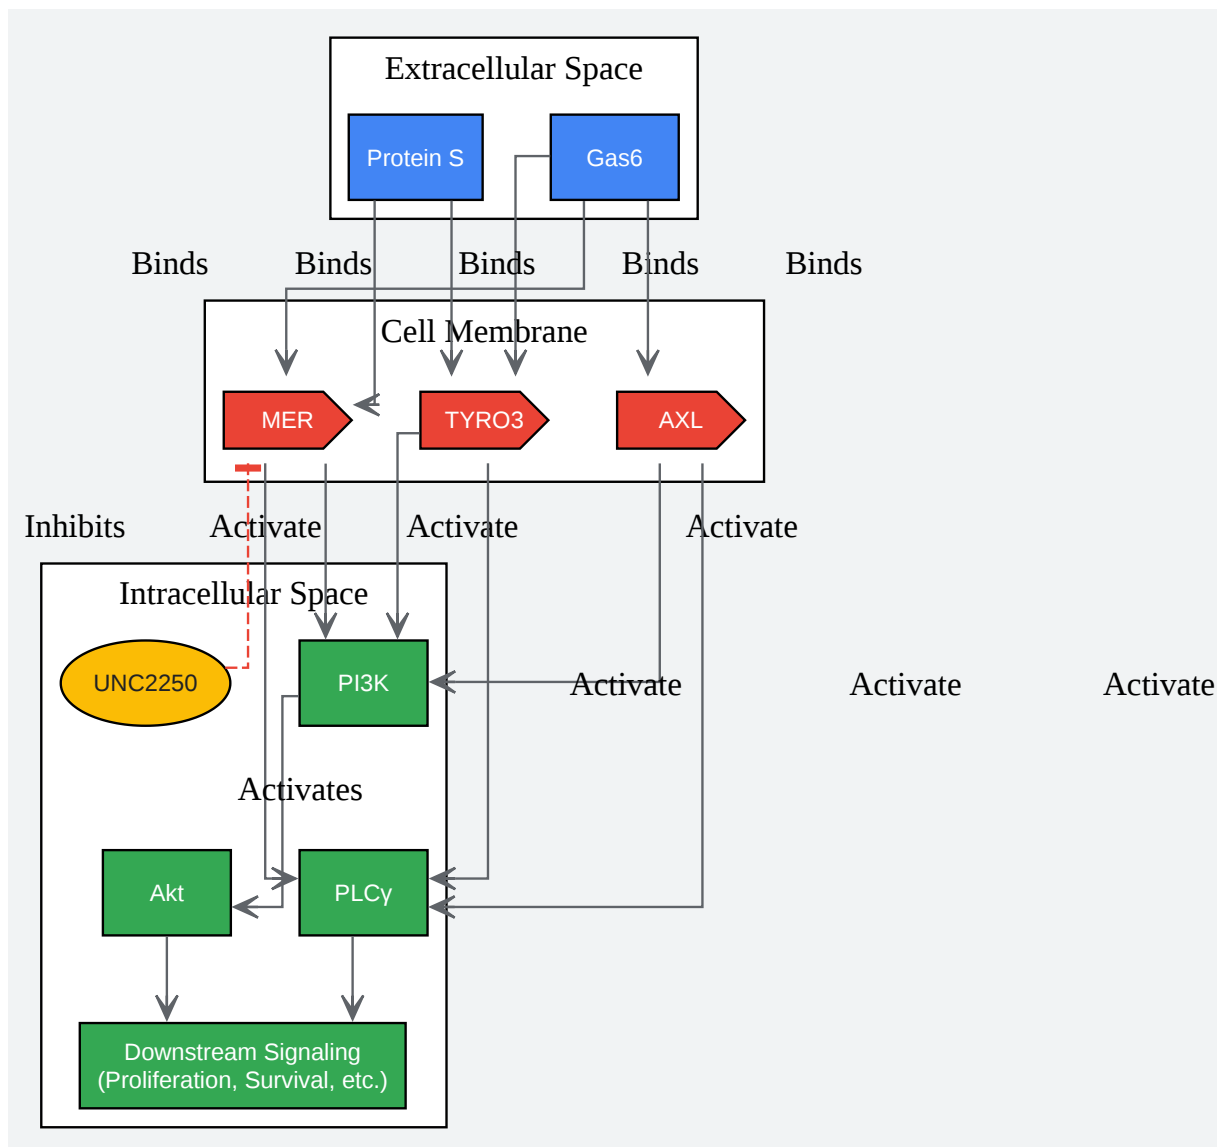 Extracellular Space
Protein S
Gas6
Binds
Binds
Binds
Binds
Binds
Cell Membrane
MER
TYRO3
AXL
Inhibits
Activate
Activate
Activate
Intracellular Space
UNC2250
PI3K
Activate
Activate
Activate
Activates
Akt
PLCγ
Downstream Signaling
(Proliferation, Survival, etc.)